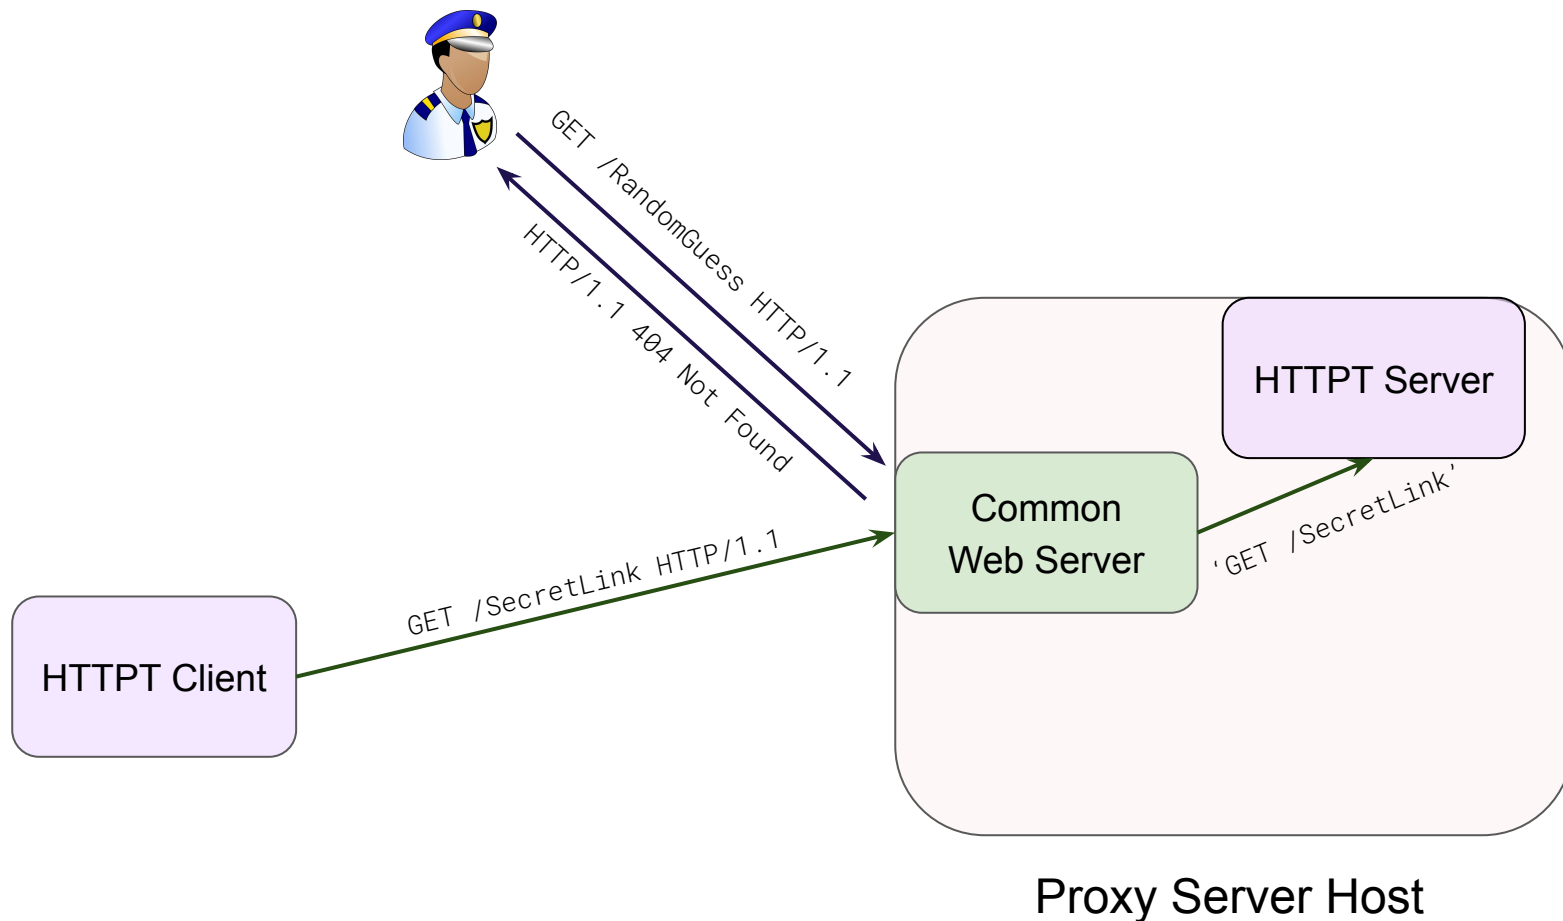 GET /RandomGuess HTTP/1.1
HTTP/1.1 404 Not Found
HTTPT Server
Common
Web Server
'GET /SecretLink'
GET /SecretLink HTTP/1.1
HTTPT Client
Proxy Server Host